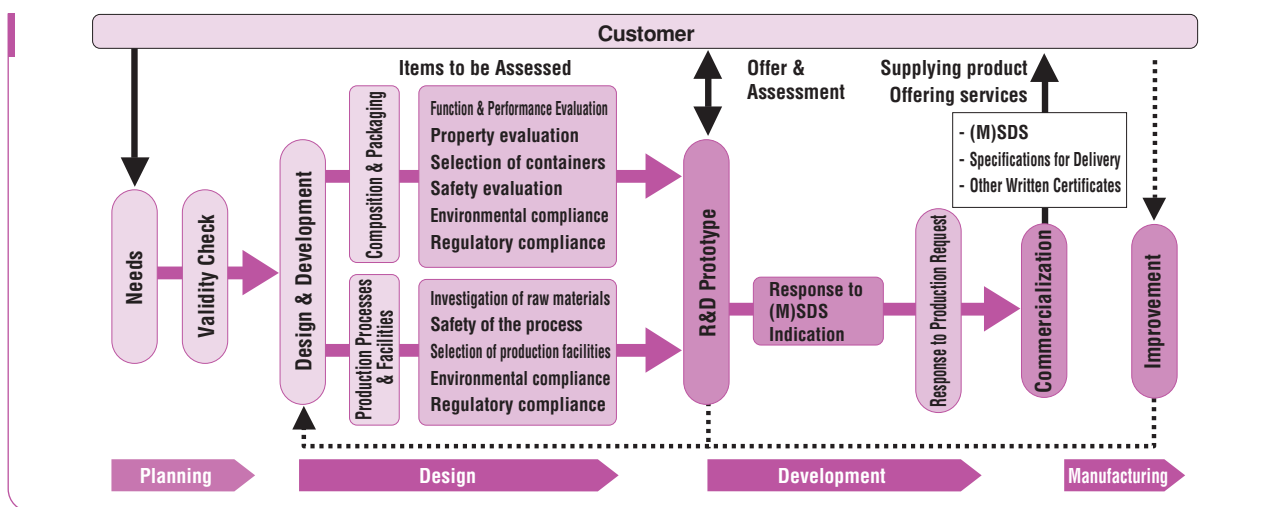 Customer
Items to be Assessed
Offer &
Assessment
Supplying product
Offering services
- (M)SDS
- Specifications for Delivery
- Other Written Certificates
Needs
Validity Check
Design & Development
Composition & Packaging
Function & Performance Evaluation
Property evaluation
Selection of containers
Safety evaluation
Environmental compliance
Regulatory compliance
Production Processes
& Facilities
Investigation of raw materials
Safety of the process
Selection of production facilities
Environmental compliance
Regulatory compliance
R&D Prototype
Response to
(M)SDS
Indication
Response to Production Request
Commercialization
Improvement
Planning
Design
Development
Manufacturing